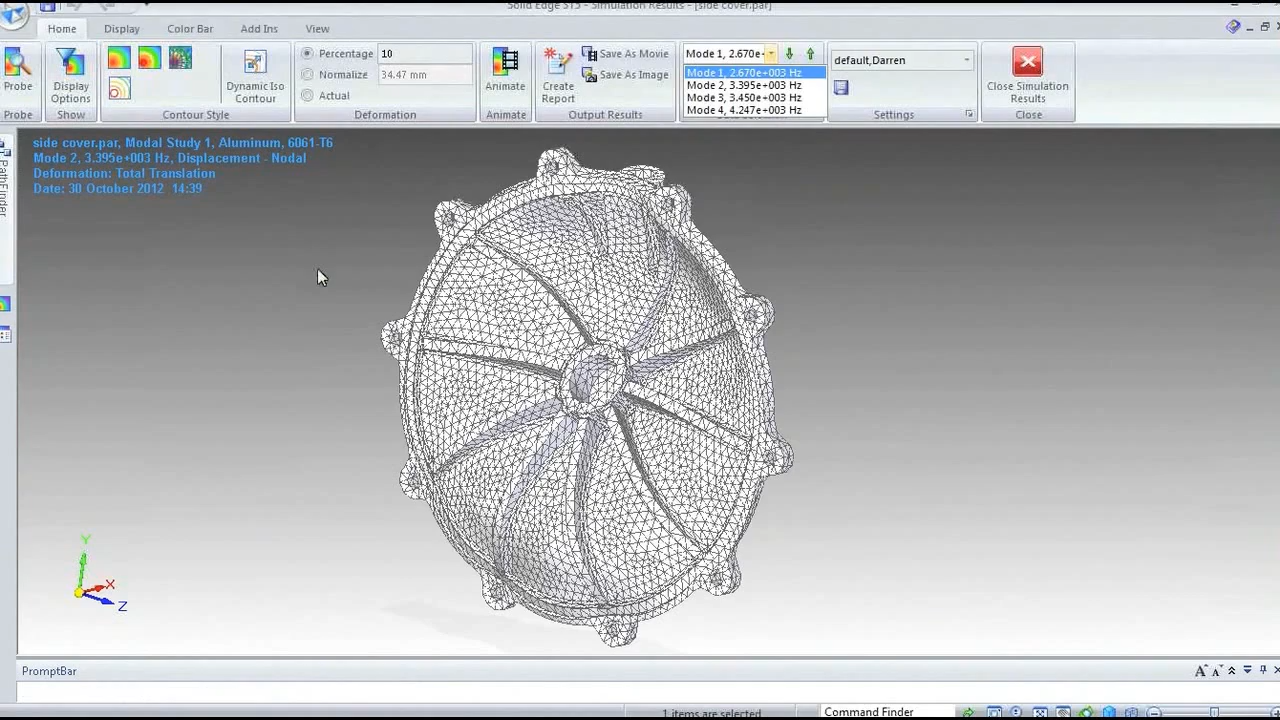 Solid Edge ST5 - Simulation Results - [side cover.par]
Home Display Color Bar Add Ins View
Probe
Display Options
Dynamic Iso Contour
Percentage 10
Normalize 34.47 mm
Actual
Animate
Create Report
Save As Movie
Save As Image
Mode 1, 2.670e+
Mode 1, 2.670e+003 Hz
Mode 2, 3.395e+003 Hz
Mode 3, 3.450e+003 Hz
Mode 4, 4.247e+003 Hz
default,Darren
Close Simulation Results
Probe Show Contour Style Deformation Animate Output Results Settings Close
PathFinder
side cover.par, Modal Study 1, Aluminum, 6061-T6
Mode 2, 3.395e+003 Hz, Displacement - Nodal
Deformation: Total Translation
Date: 30 October 2012 14:39
Y
X
Z
PromptBar
1 items are selected
Command Finder